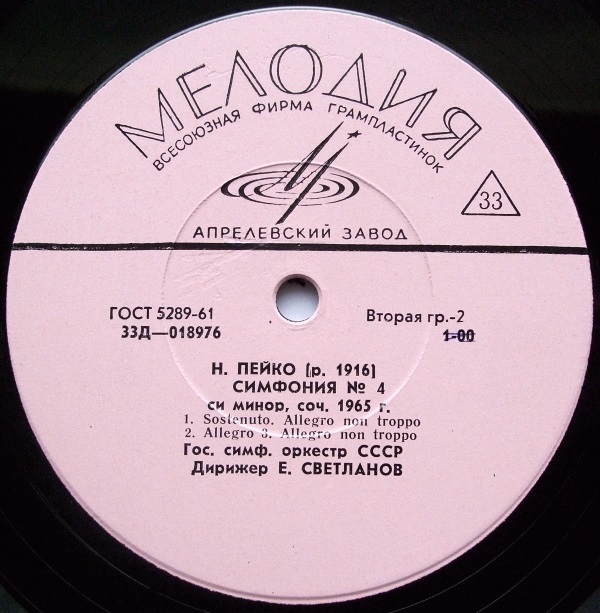 МЕЛОДИЯ
ВСЕСОЮЗНАЯ ФИРМА ГРАМПЛАСТИНОК
33
АПРЕЛЕВСКИЙ ЗАВОД
ГОСТ 5289-61
Вторая гр.-2
33Д—018976
1-00
Н. ПЕЙКО (р. 1916)
СИМФОНИЯ № 4
си минор, соч. 1965 г.
1. Sostenuto. Allegro non troppo
2. Allegro 3. Allegro non troppo
Гос. симф. оркестр СССР
Дирижер Е. СВЕТЛАНОВ